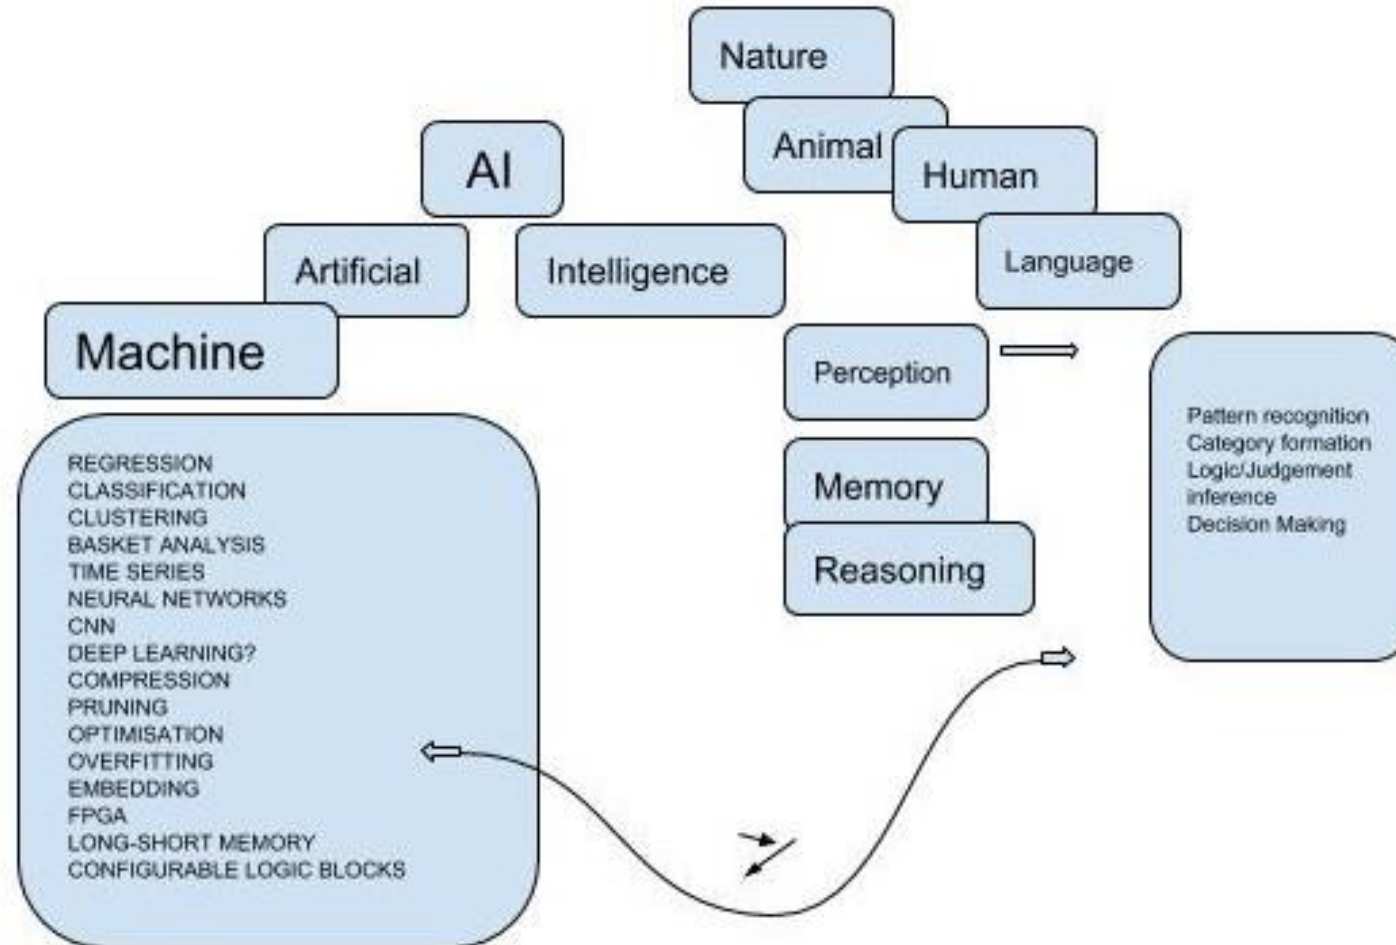 Nature
Animal
Human
Language
AI
Artificial
Intelligence
Machine
Perception
Memory
Reasoning
REGRESSION
CLASSIFICATION
CLUSTERING
BASKET ANALYSIS
TIME SERIES
NEURAL NETWORKS
CNN
DEEP LEARNING?
COMPRESSION
PRUNING
OPTIMISATION
OVERFITTING
EMBEDDING
FPGA
LONG-SHORT MEMORY
CONFIGURABLE LOGIC BLOCKS
Pattern recognition
Category formation
Logic/Judgement
inference
Decision Making